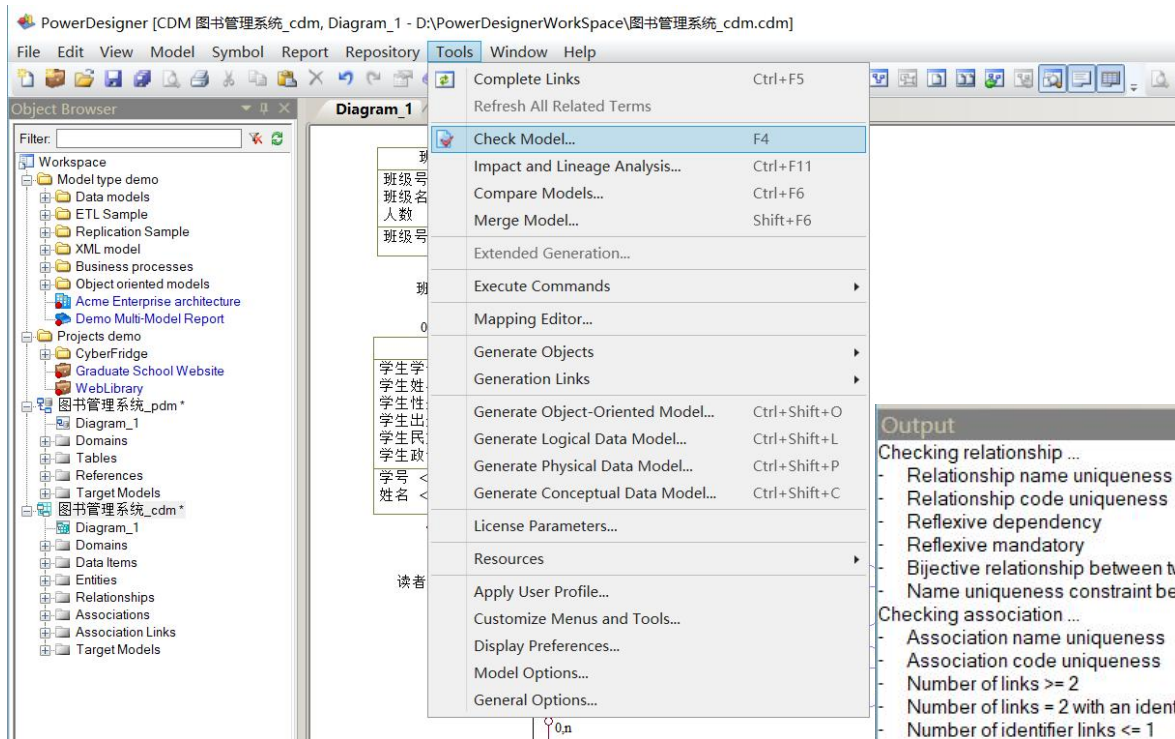 PowerDesigner [CDM 图书管理系统_cdm, Diagram_1 - D:\PowerDesignerWorkSpace\图书管理系统_cdm.cdm]
File Edit View Model Symbol Report Repository Tools Window Help
Object Browser
Filter:
Workspace
Model type demo
Data models
ETL Sample
Replication Sample
XML model
Business processes
Object oriented models
Acme Enterprise architecture
Demo Multi-Model Report
Projects demo
CyberFridge
Graduate School Website
WebLibrary
图书管理系统_pdm *
Diagram_1
Domains
Tables
References
Target Models
图书管理系统_cdm *
Diagram_1
Domains
Data Items
Entities
Relationships
Associations
Association Links
Target Models
Diagram_1
班级号
班级名
人数
班级号
0
学生学
学生姓
学生性
学生出
学生民
学生政
学号 <
姓名 <
读者
Complete Links Ctrl+F5
Refresh All Related Terms
Check Model... F4
Impact and Lineage Analysis... Ctrl+F11
Compare Models... Ctrl+F6
Merge Model... Shift+F6
Extended Generation...
Execute Commands
Mapping Editor...
Generate Objects
Generation Links
Generate Object-Oriented Model... Ctrl+Shift+O
Generate Logical Data Model... Ctrl+Shift+L
Generate Physical Data Model... Ctrl+Shift+P
Generate Conceptual Data Model... Ctrl+Shift+C
License Parameters...
Resources
Apply User Profile...
Customize Menus and Tools...
Display Preferences...
Model Options...
General Options...
0,n
Output
Checking relationship ...
- Relationship name uniqueness
- Relationship code uniqueness
- Reflexive dependency
- Reflexive mandatory
- Bijective relationship between
- Name uniqueness constraint
Checking association ...
- Association name uniqueness
- Association code uniqueness
- Number of links >= 2
- Number of links = 2 with an
- Number of identifier links <= 1